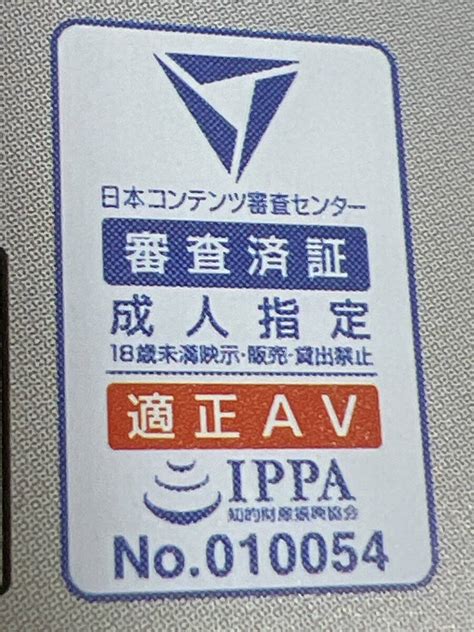 日本コンテンツ審査センター
審査済証
成人指定
18歳未満映示・販売・貸出禁止
適正AV
IPPA
知的財産振興協会
No.010054